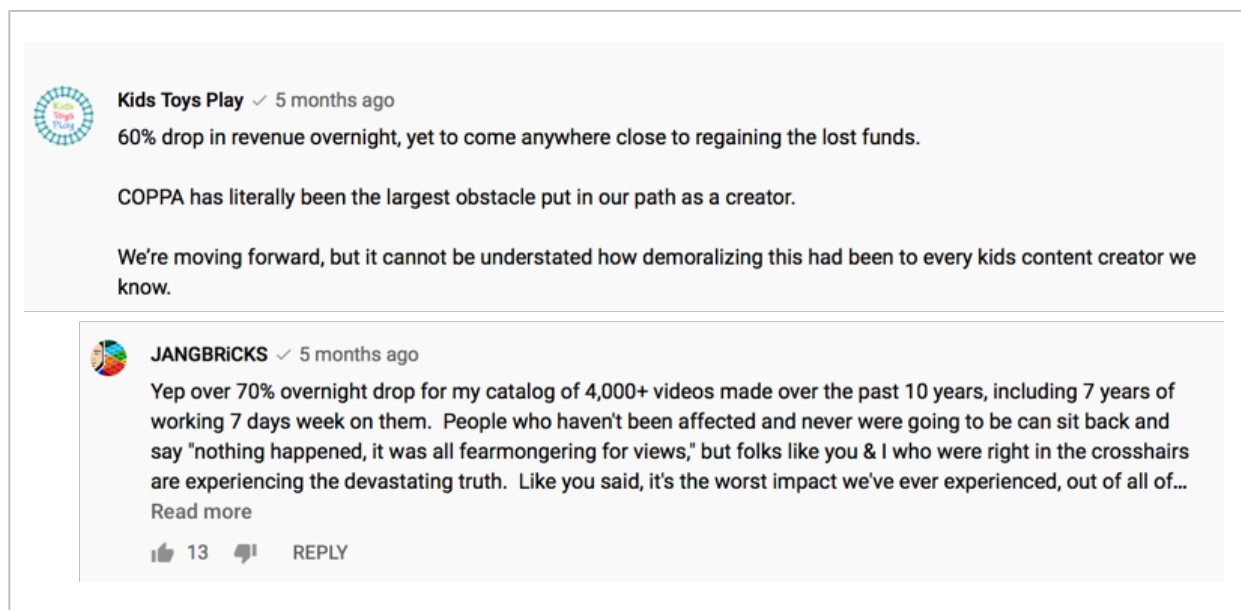 Kids Toys Play ✓ 5 months ago
Kids
Toys
Play
60% drop in revenue overnight, yet to come anywhere close to regaining the lost funds.
COPPA has literally been the largest obstacle put in our path as a creator.
We’re moving forward, but it cannot be understated how demoralizing this had been to every kids content creator we
know.
JANGBRiCKS ✓ 5 months ago
Yep over 70% overnight drop for my catalog of 4,000+ videos made over the past 10 years, including 7 years of
working 7 days week on them.  People who haven't been affected and never were going to be can sit back and
say "nothing happened, it was all fearmongering for views," but folks like you & I who were right in the crosshairs
are experiencing the devastating truth.  Like you said, it's the worst impact we've ever experienced, out of all of...
Read more
13 REPLY